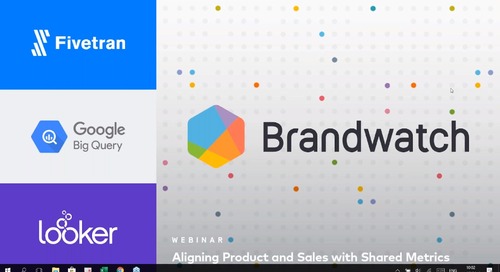 Fivetran
Google
Big Query
looker
Brandwatch
WEBINAR
Aligning Product and Sales with Shared Metrics
ENG
10:02